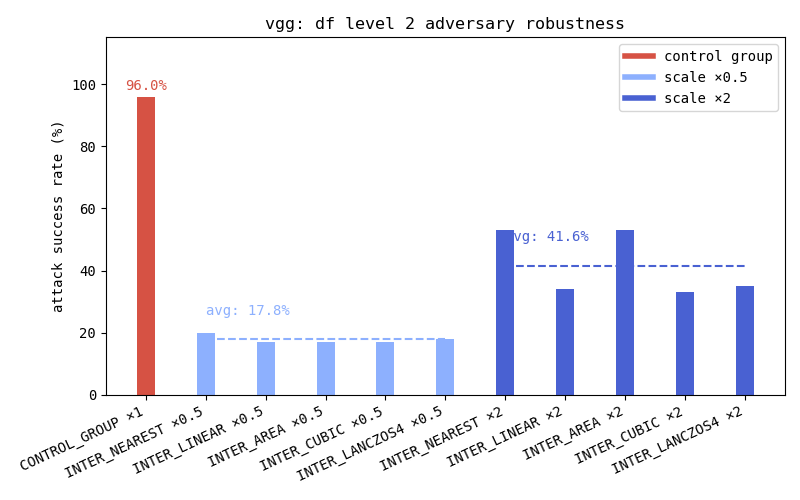 vgg: df level 2 adversary robustness
attack success rate (%)
100
80
60
40
20
0
control group
scale ×0.5
scale ×2
96.0%
avg: 17.8%
vg: 41.6%
CONTROL_GROUP ×1
INTER_NEAREST ×0.5
INTER_LINEAR ×0.5
INTER_AREA ×0.5
INTER_CUBIC ×0.5
INTER_LANCZOS4 ×0.5
INTER_NEAREST ×2
INTER_LINEAR ×2
INTER_AREA ×2
INTER_CUBIC ×2
INTER_LANCZOS4 ×2